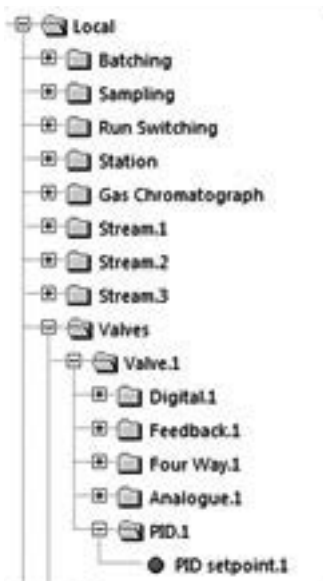 Local
Batching
Sampling
Run Switching
Station
Gas Chromatograph
Stream.1
Stream.2
Stream.3
Valves
Valve.1
Digital.1
Feedback.1
Four Way.1
Analogue.1
PID.1
PID setpoint.1